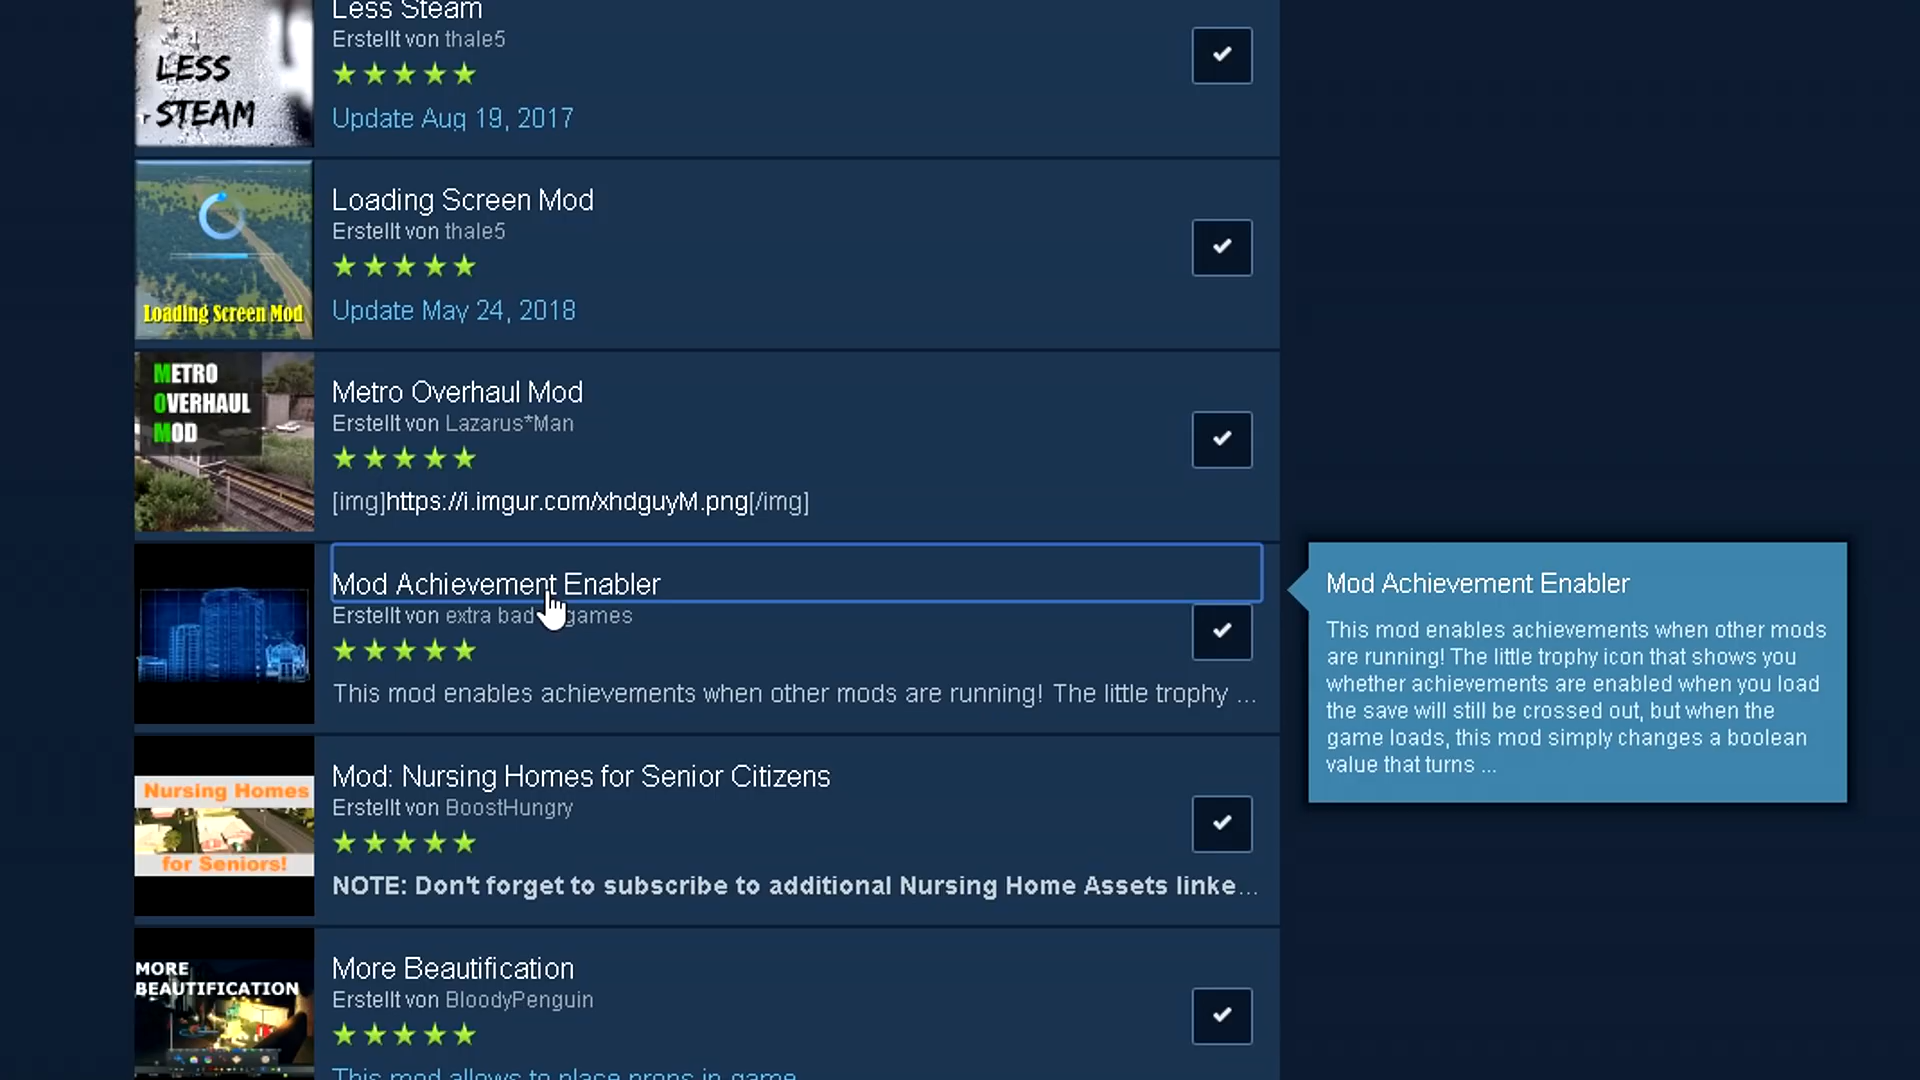 LESS
STEAM
Less Steam
Erstellt von thale5
Update Aug 19, 2017
Loading Screen Mod
Loading Screen Mod
Erstellt von thale5
Update May 24, 2018
METRO
OVERHAUL
MOD
Metro Overhaul Mod
Erstellt von Lazarus*Man
[img]https://i.imgur.com/xhdguyM.png[/img]
Mod Achievement Enabler
Erstellt von extra bad games
This mod enables achievements when other mods are running! The little trophy ...
Mod Achievement Enabler
This mod enables achievements when other mods
are running! The little trophy icon that shows you
whether achievements are enabled when you load
the save will still be crossed out, but when the
game loads, this mod simply changes a boolean
value that turns ...
Nursing Homes
for Seniors!
Mod: Nursing Homes for Senior Citizens
Erstellt von BoostHungry
NOTE: Don't forget to subscribe to additional Nursing Home Assets linke...
MORE
BEAUTIFICATION
More Beautification
Erstellt von BloodyPenguin
This mod allows to place props in game